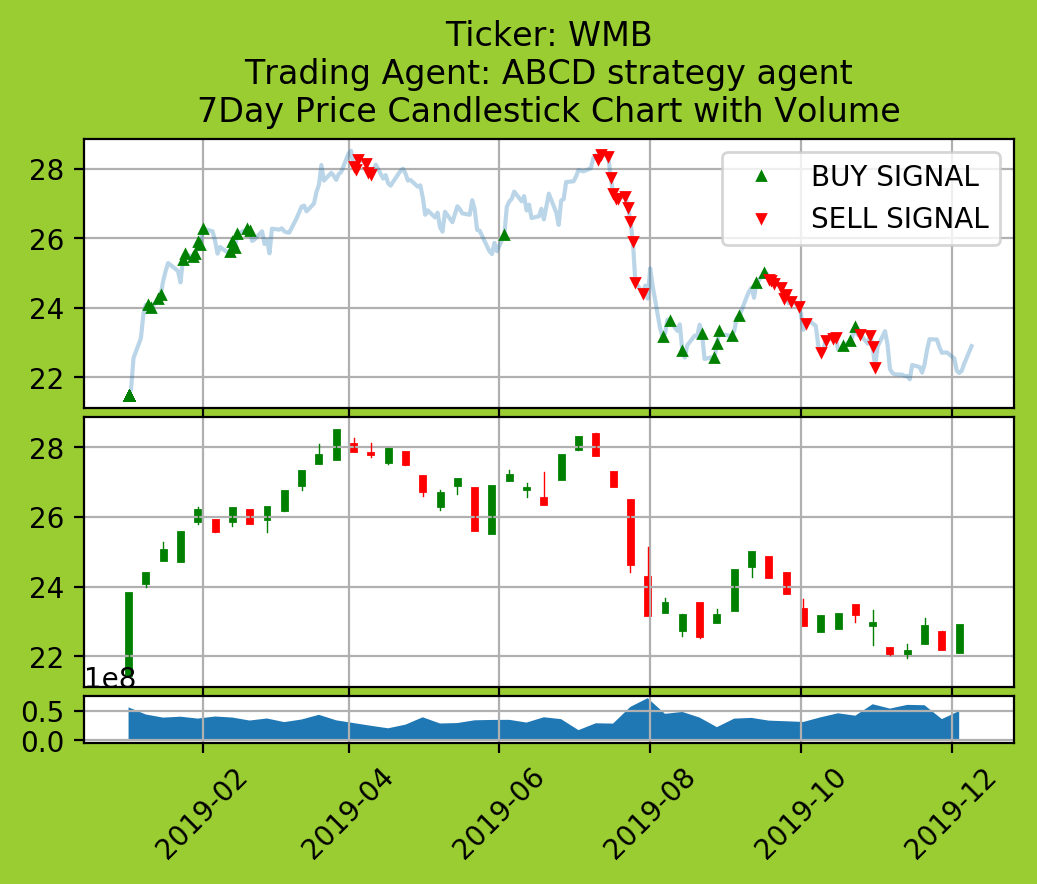 Ticker: WMB
Trading Agent: ABCD strategy agent
7Day Price Candlestick Chart with Volume
BUY SIGNAL
SELL SIGNAL
28
26
24
22
28
26
24
22
1e8
0.5
0.0
2019-02
2019-04
2019-06
2019-08
2019-10
2019-12